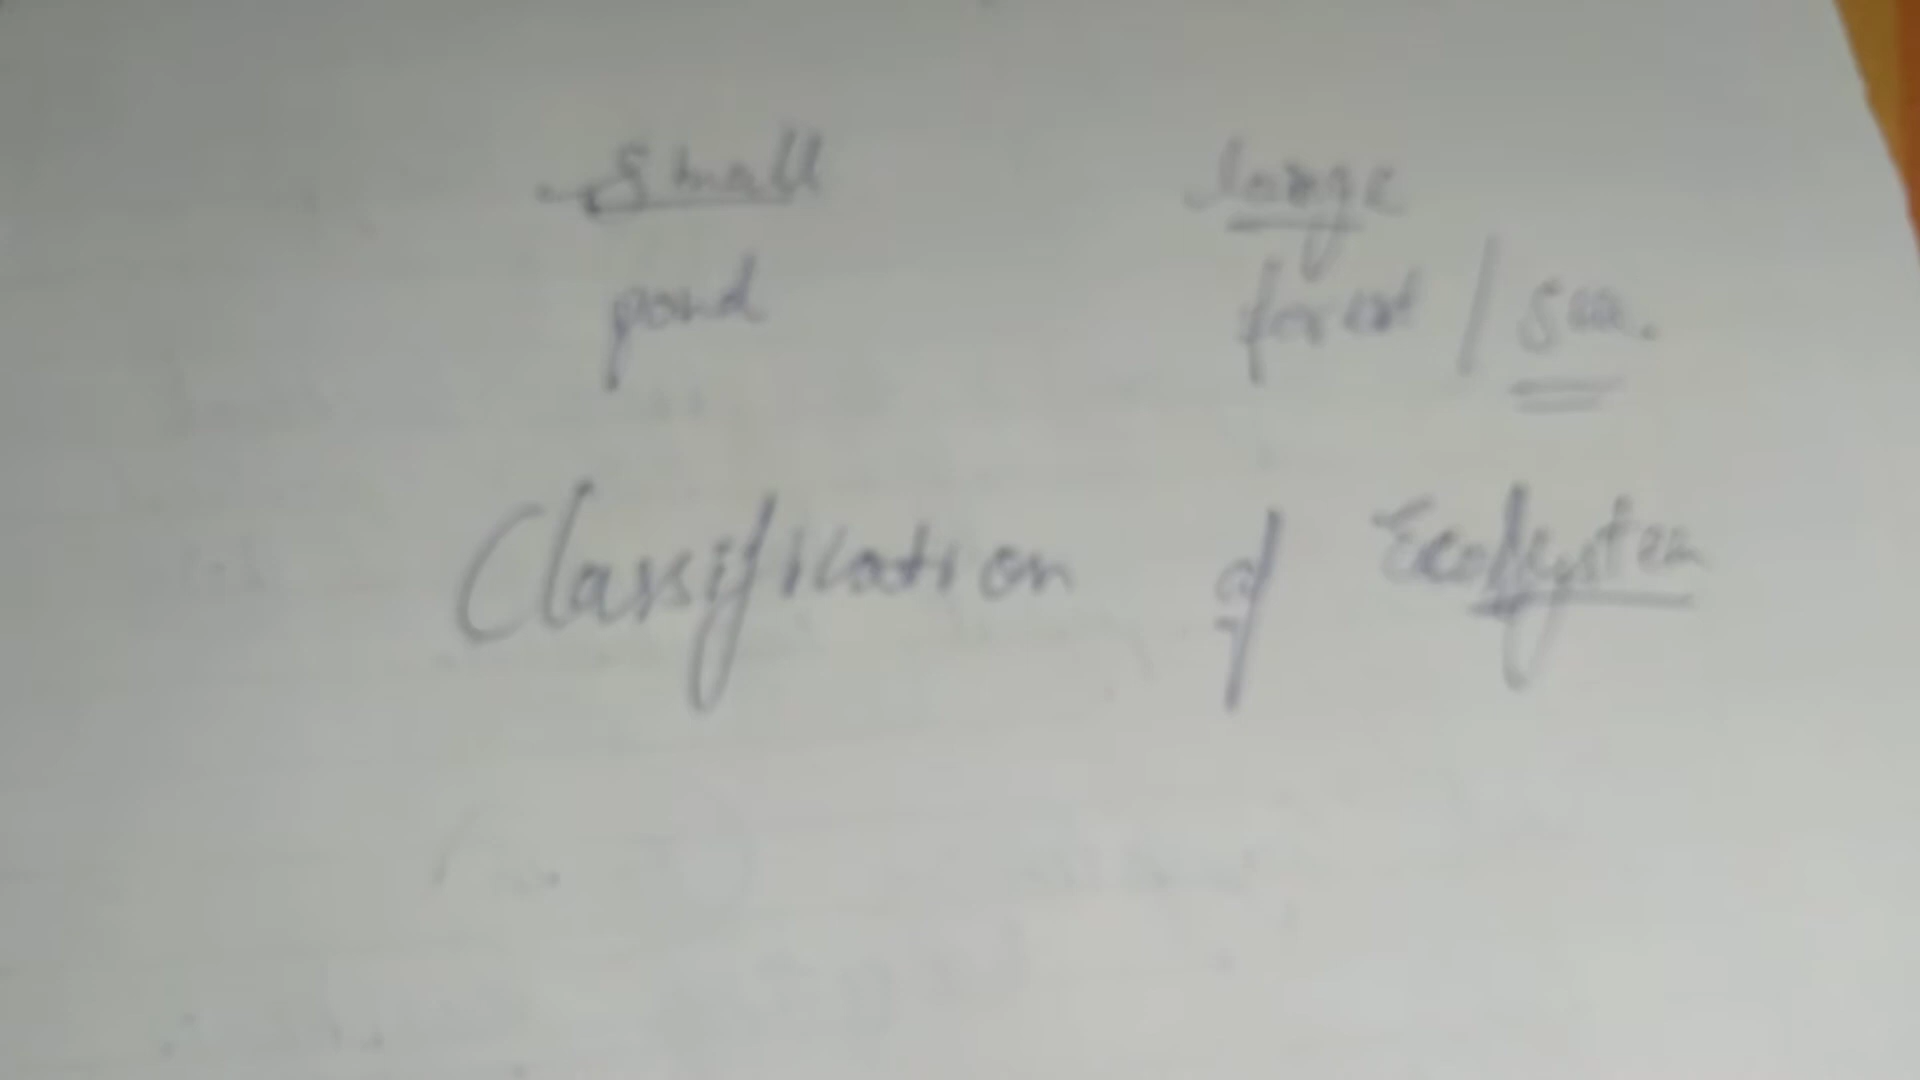 Small large
pond forest / sea.
Classification of Ecosystem